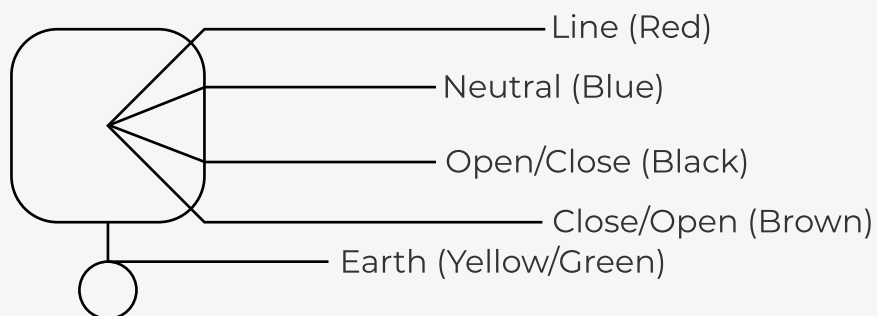 Line (Red)
Neutral (Blue)
Open/Close (Black)
Close/Open (Brown)
Earth (Yellow/Green)